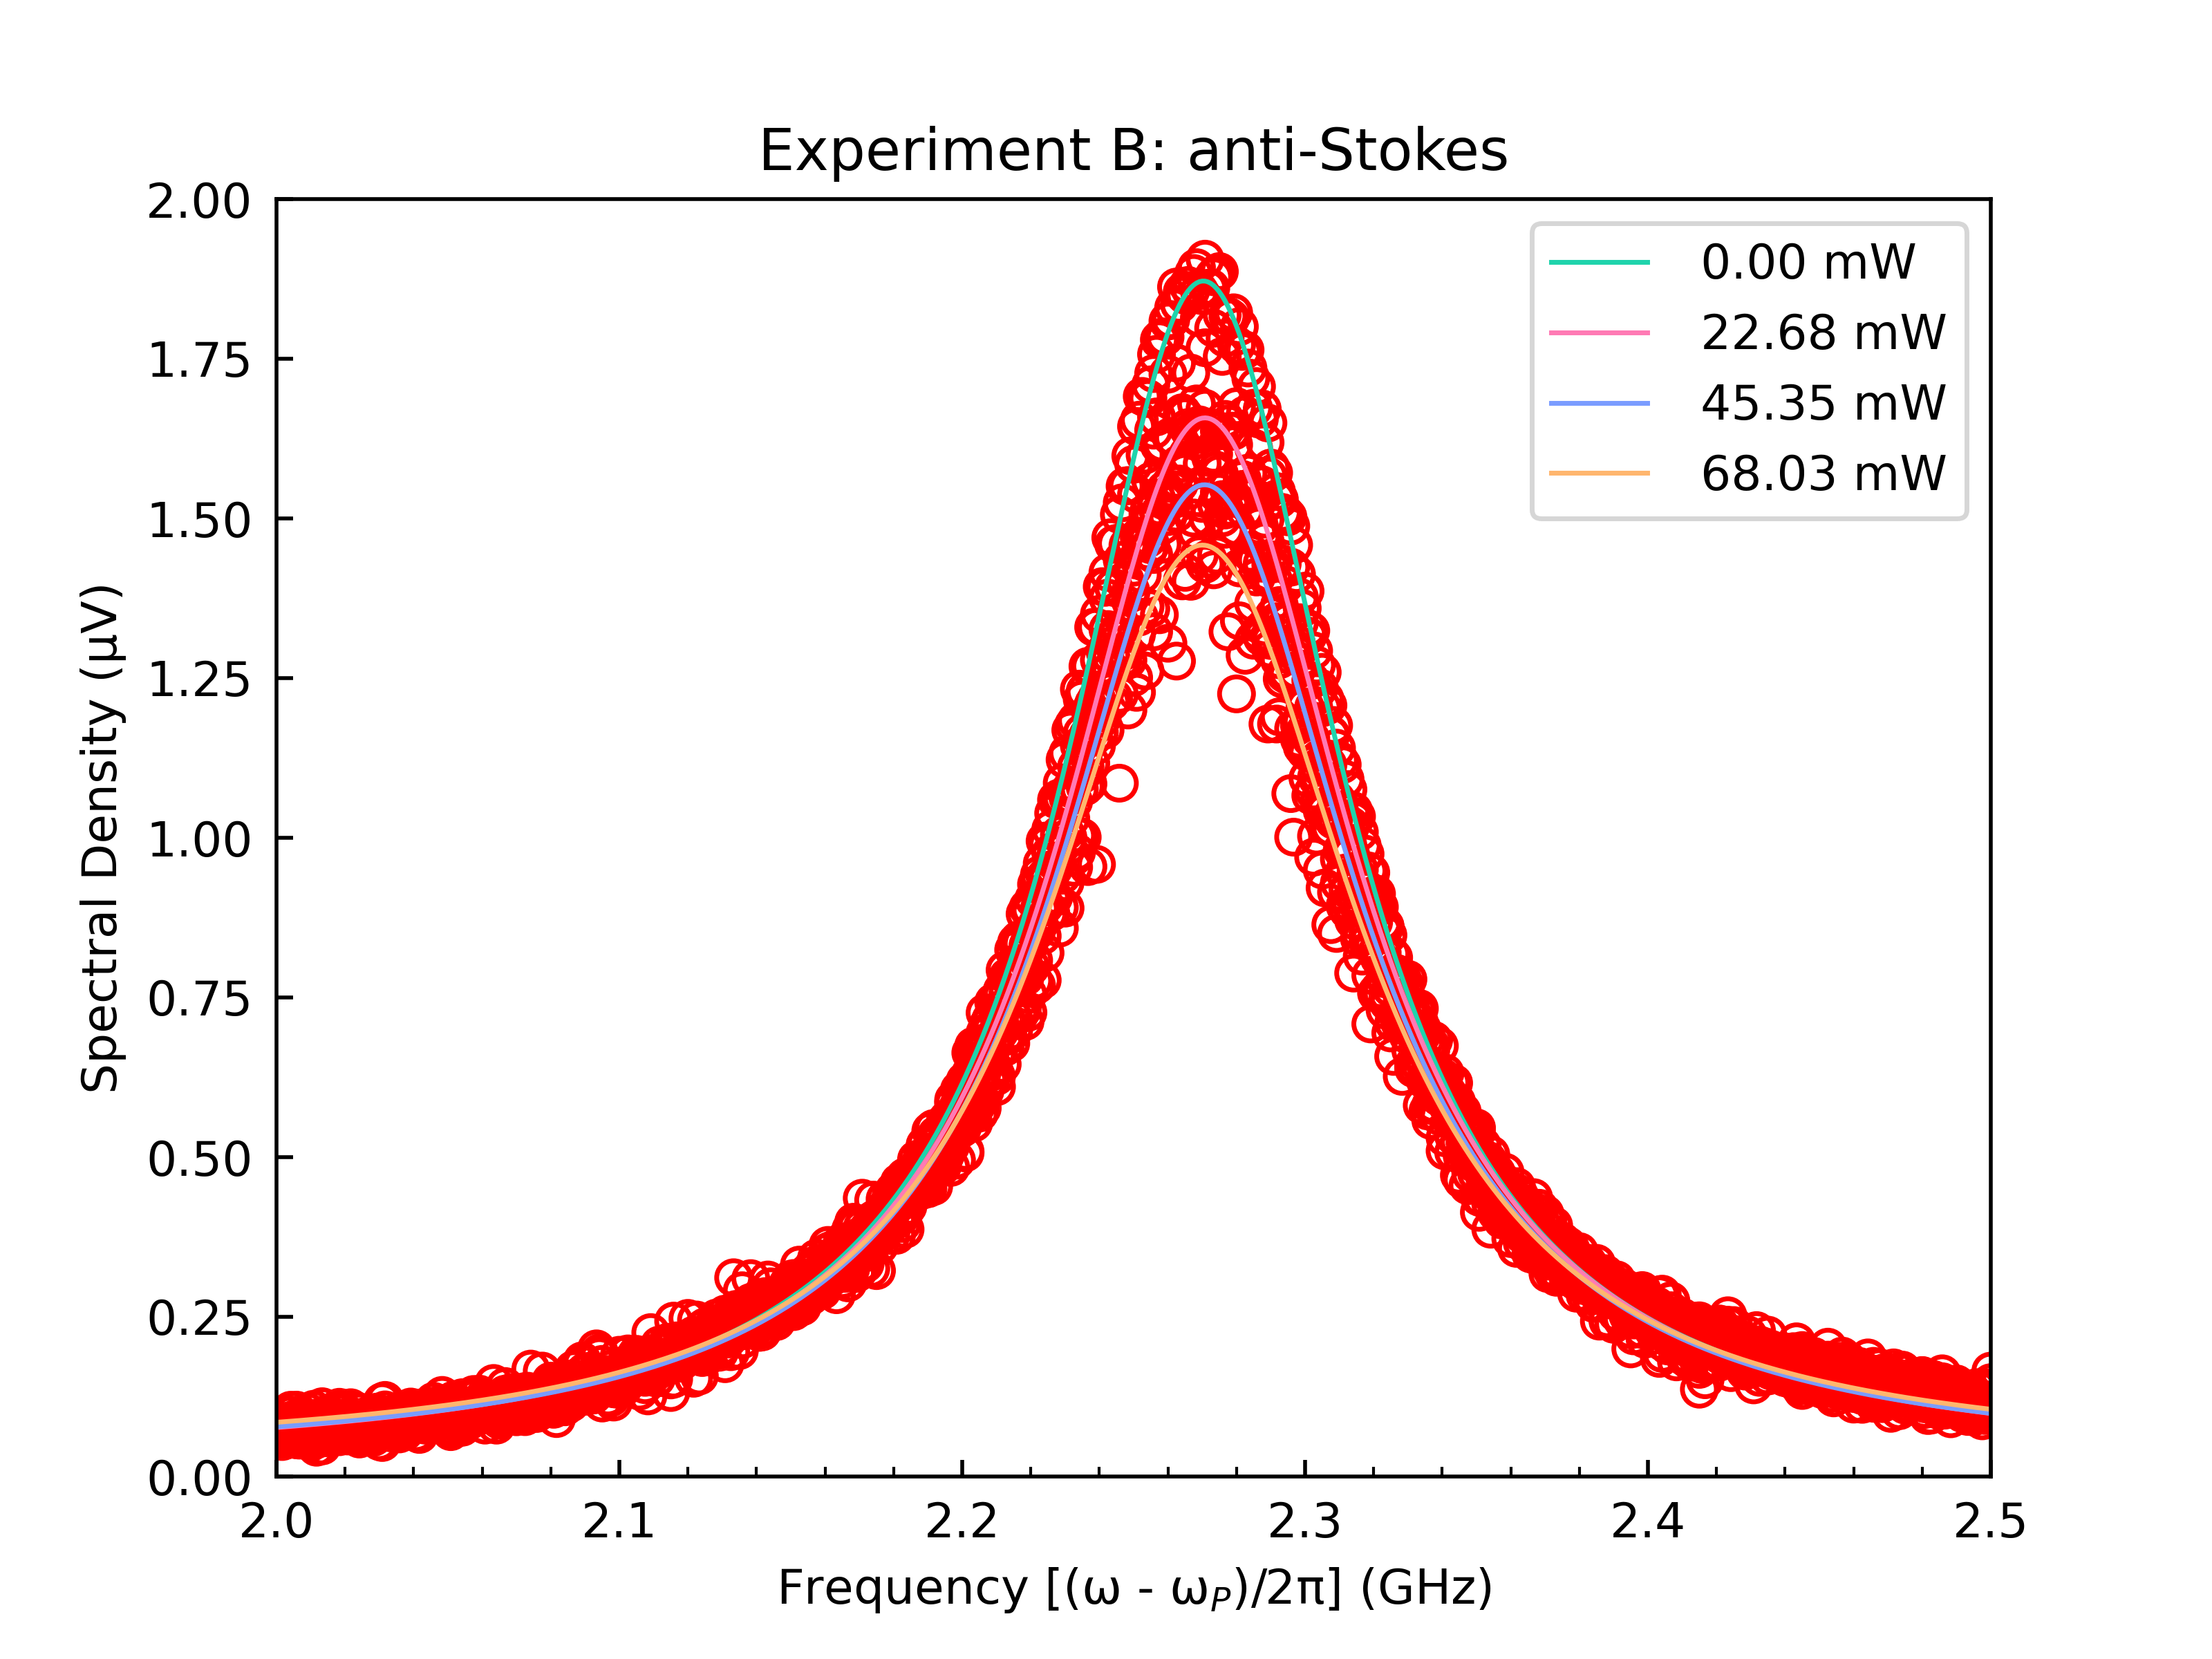 Experiment B: anti-Stokes
2.00
1.75
1.50
1.25
1.00
0.75
0.50
0.25
0.00
Spectral Density (μV)
0.00 mW
22.68 mW
45.35 mW
68.03 mW
2.0 2.1 2.2 2.3 2.4 2.5
Frequency [(ω - ω_P)/2π] (GHz)